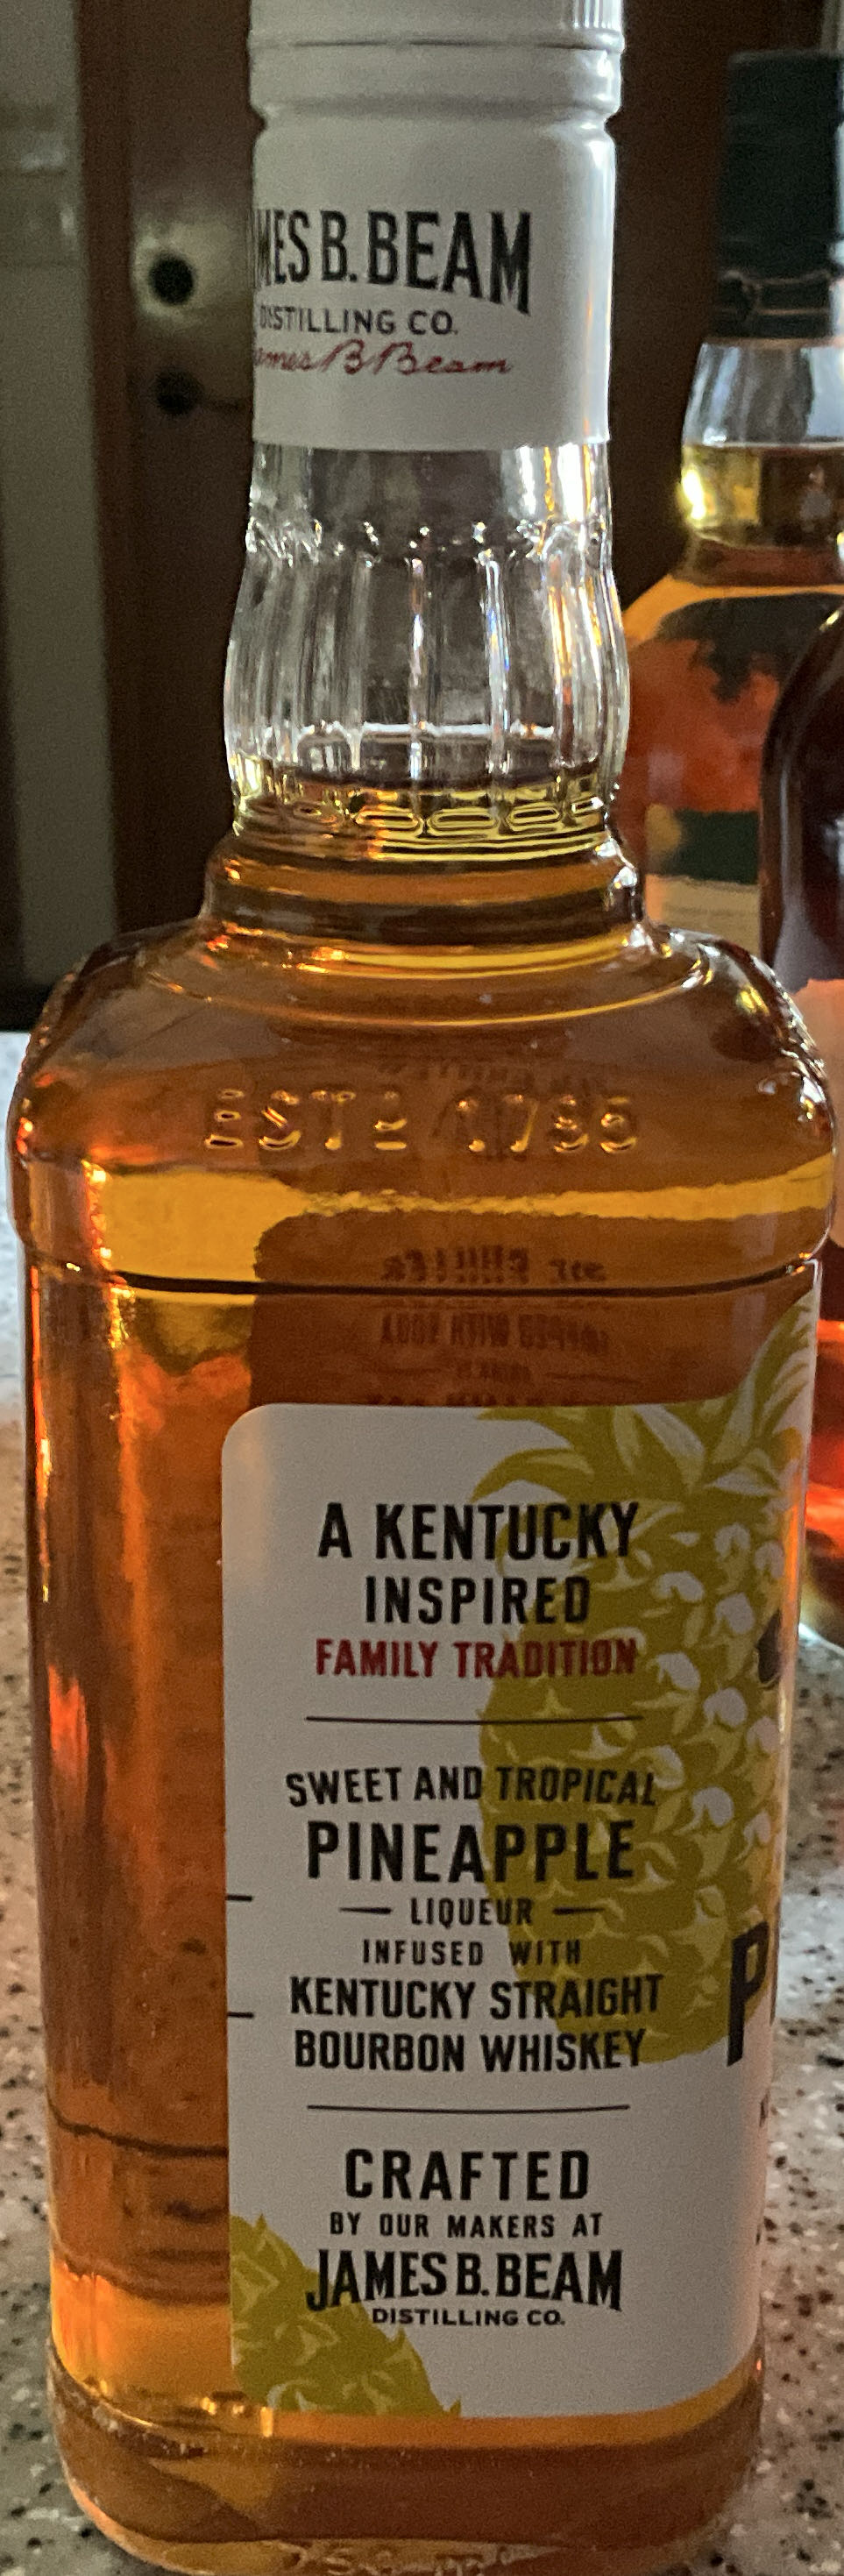 MES B. BEAM
DISTILLING CO.
James B Beam
ESTD 1795
A KENTUCKY
INSPIRED
FAMILY TRADITION
SWEET AND TROPICAL
PINEAPPLE
LIQUEUR
INFUSED WITH
KENTUCKY STRAIGHT
BOURBON WHISKEY
CRAFTED
BY OUR MAKERS AT
JAMES B. BEAM
DISTILLING CO.